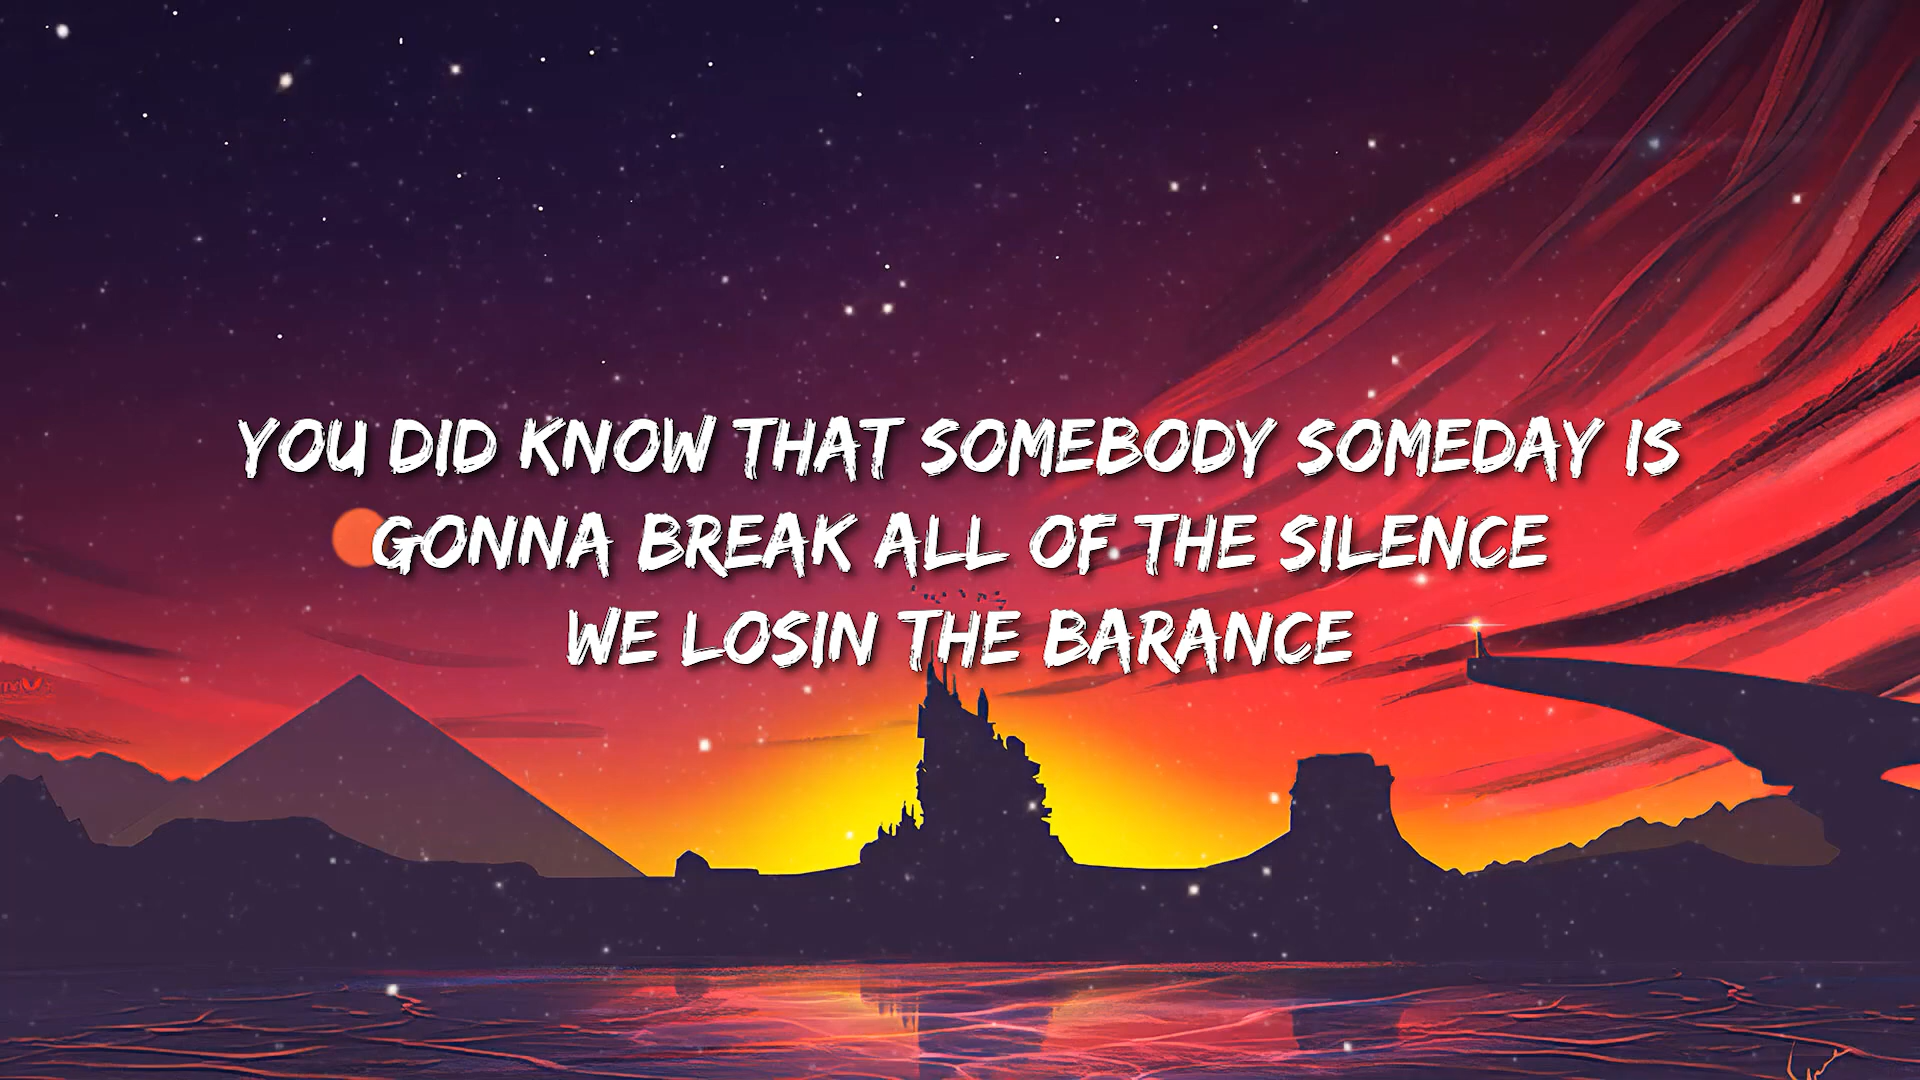 YOU DID KNOW THAT SOMEBODY SOMEDAY IS
GONNA BREAK ALL OF THE SILENCE
WE LOSIN THE BARANCE